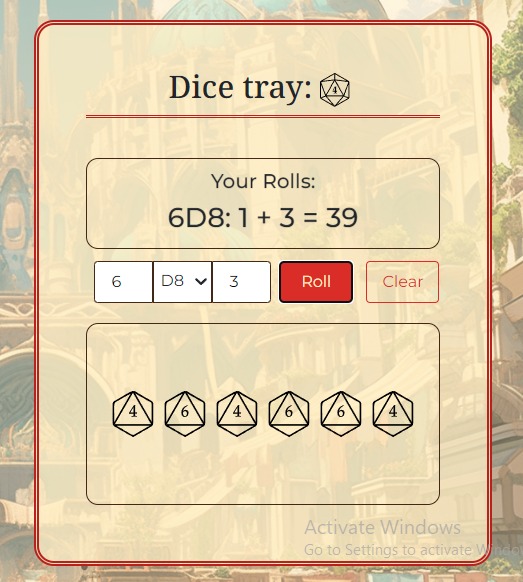 Dice tray: 4
Your Rolls:
6D8: 1 + 3 = 39
6 D8 3 Roll Clear
4 6 4 6 6 4
Activate Windows
Go to Settings to activate Windo